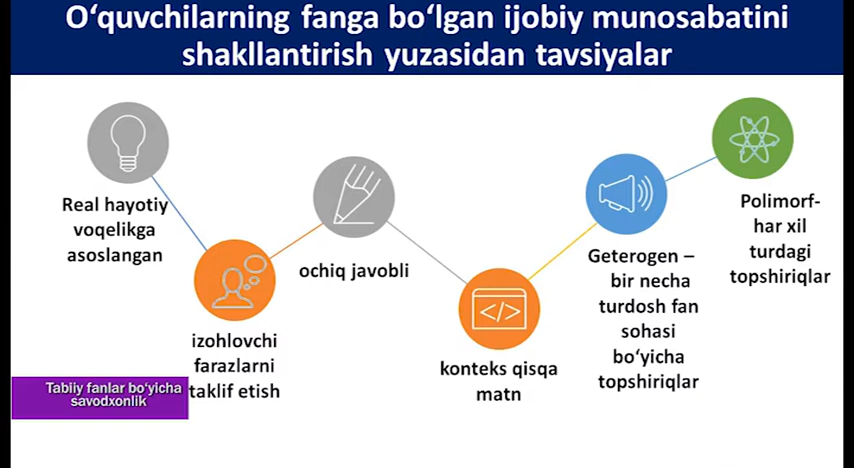 O‘quvchilarning fanga bo‘lgan ijobiy munosabatini
shakllantirish yuzasidan tavsiyalar
Real hayotiy
voqelikga
asoslangan
izohlovchi
farazlarni
taklif etish
ochiq javobli
</>
konteks qisqa
matn
Geterogen –
bir necha
turdosh fan
sohasi
bo‘yicha
topshiriqlar
Polimorf-
har xil
turdagi
topshiriqlar
Tabiiy fanlar bo‘yicha
savodxonlik